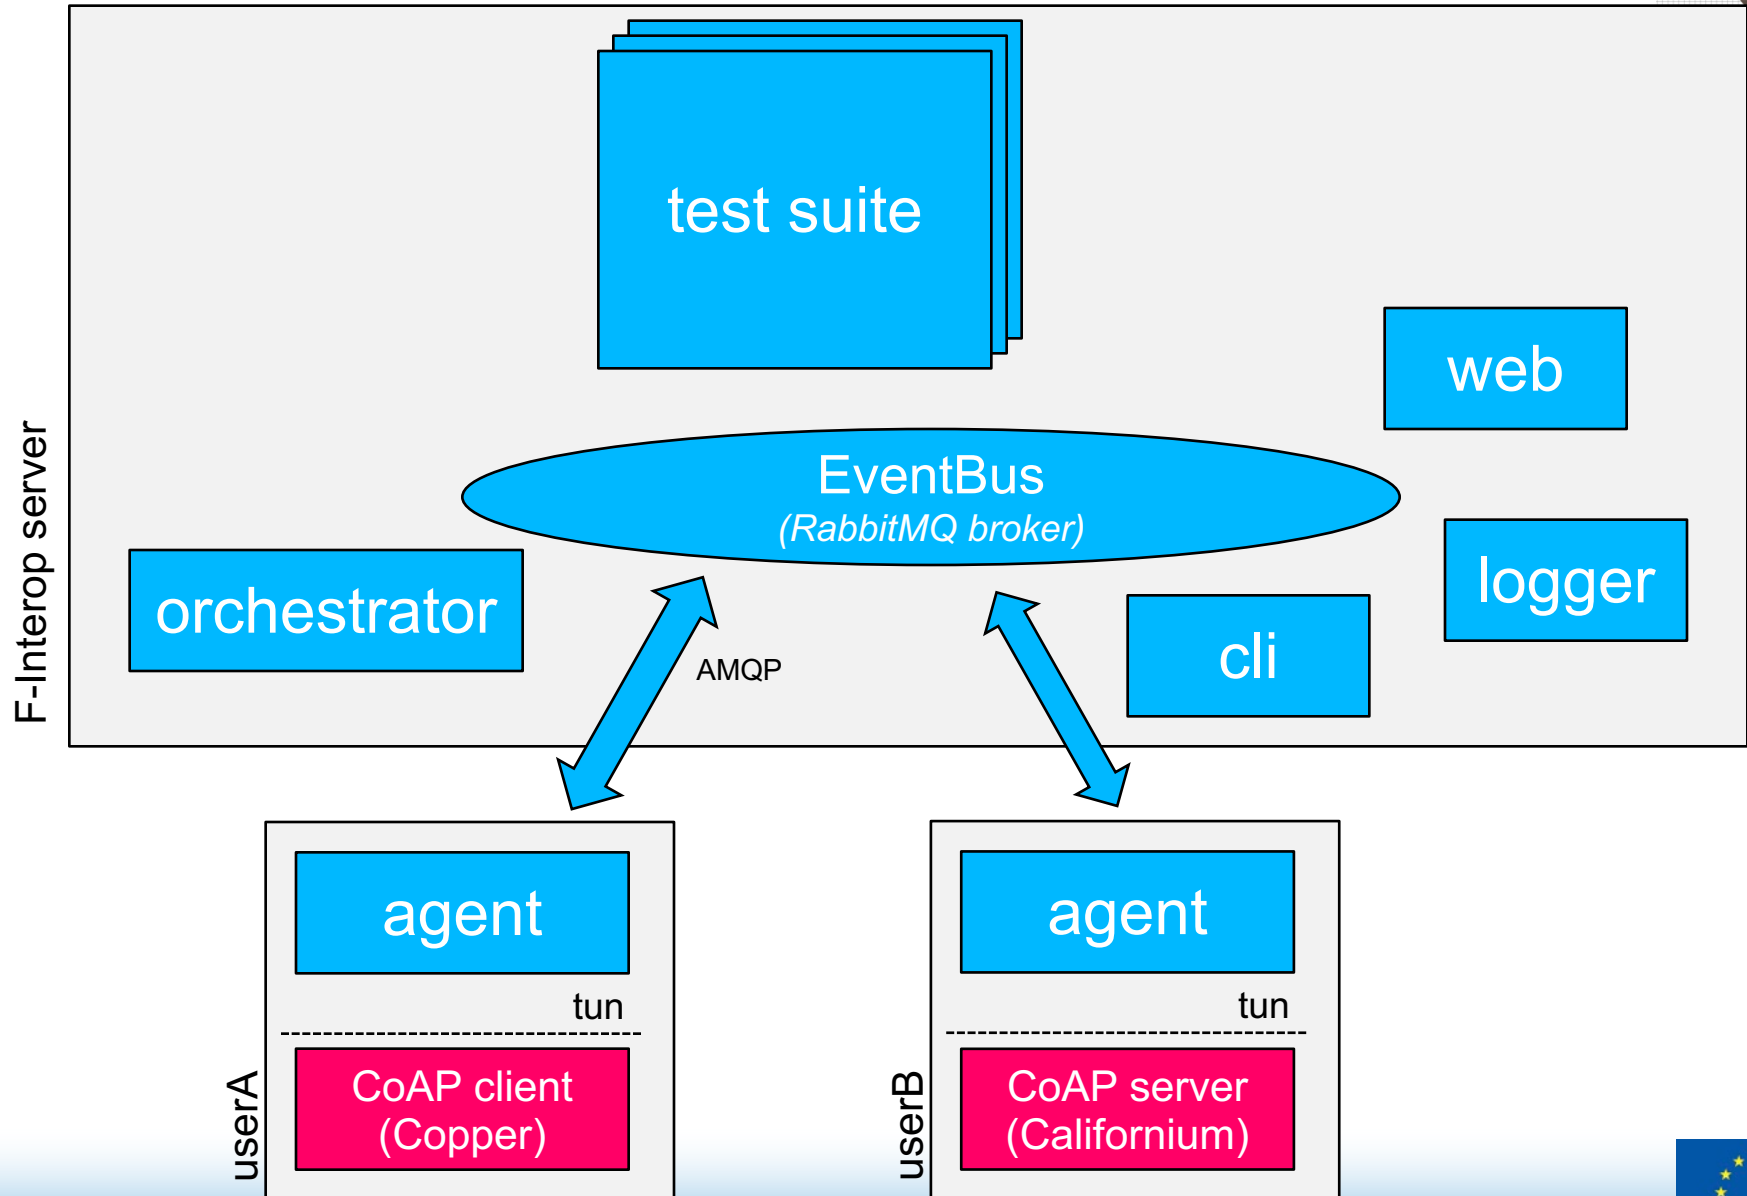 test suite
web
EventBus
(RabbitMQ broker)
F-Interop server
logger
orchestrator
cli
AMQP
agent
agent
tun
tun
userA
CoAP client
(Copper)
userB
CoAP server
(Californium)